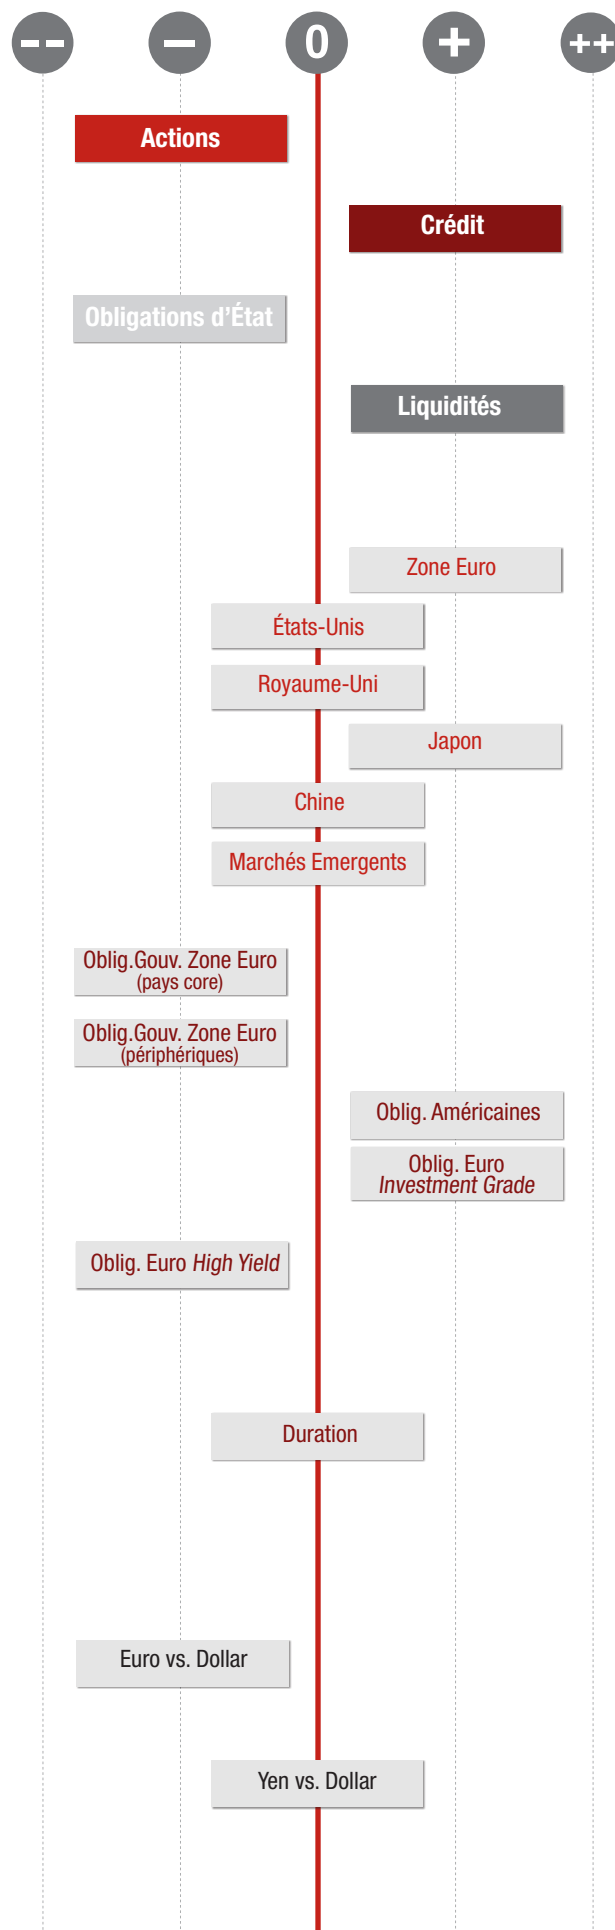 -- - 0 + ++
Actions
Crédit
Obligations d'État
Liquidités
Zone Euro
États-Unis
Royaume-Uni
Japon
Chine
Marchés Emergents
Oblig.Gouv. Zone Euro
(pays core)
Oblig.Gouv. Zone Euro
(périphériques)
Oblig. Américaines
Oblig. Euro
Investment Grade
Oblig. Euro High Yield
Duration
Euro vs. Dollar
Yen vs. Dollar